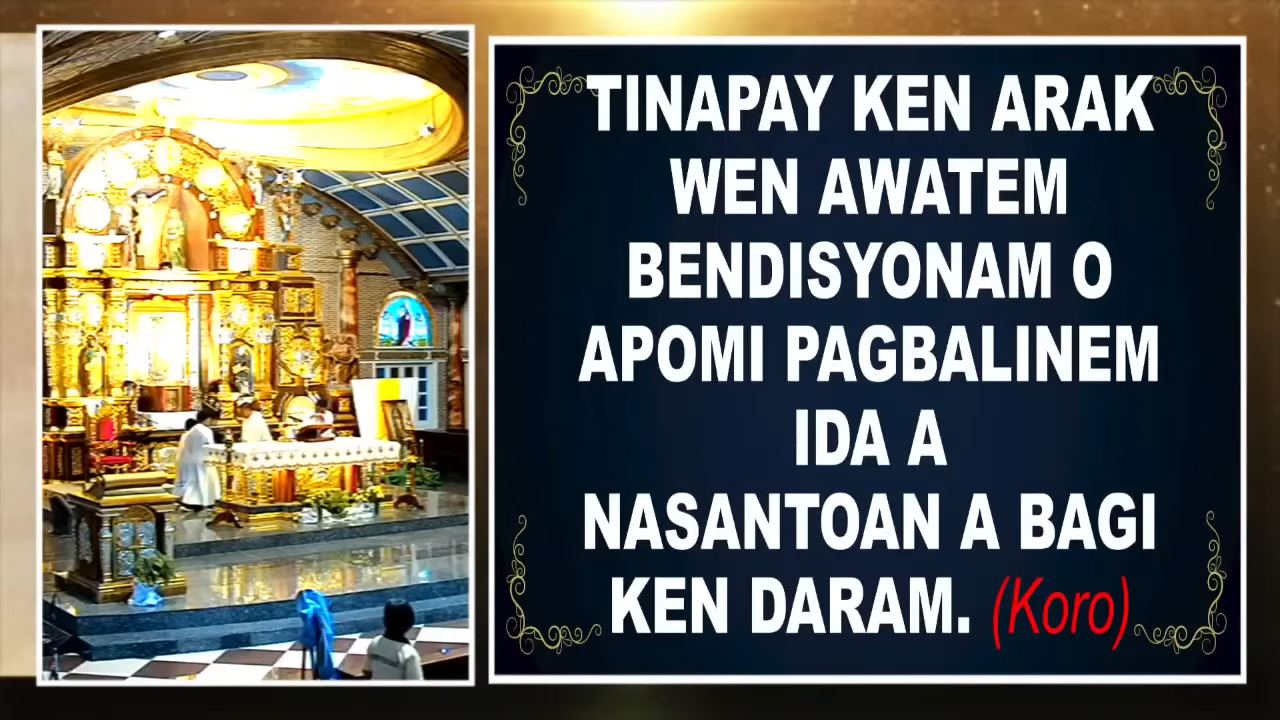 TINAPAY KEN ARAK
WEN AWATEM
BENDISYONAM O
APOMI PAGBALINEM
IDA A
NASANTOAN A BAGI
KEN DARAM. (Koro)